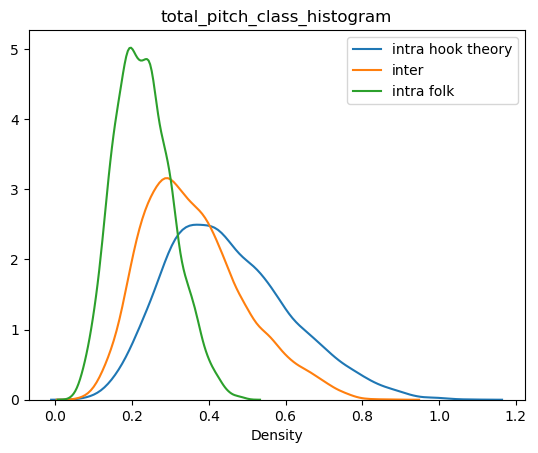 total_pitch_class_histogram
intra hook theory
inter
intra folk
5
4
3
2
1
0
0.0 0.2 0.4 0.6 0.8 1.0 1.2
Density